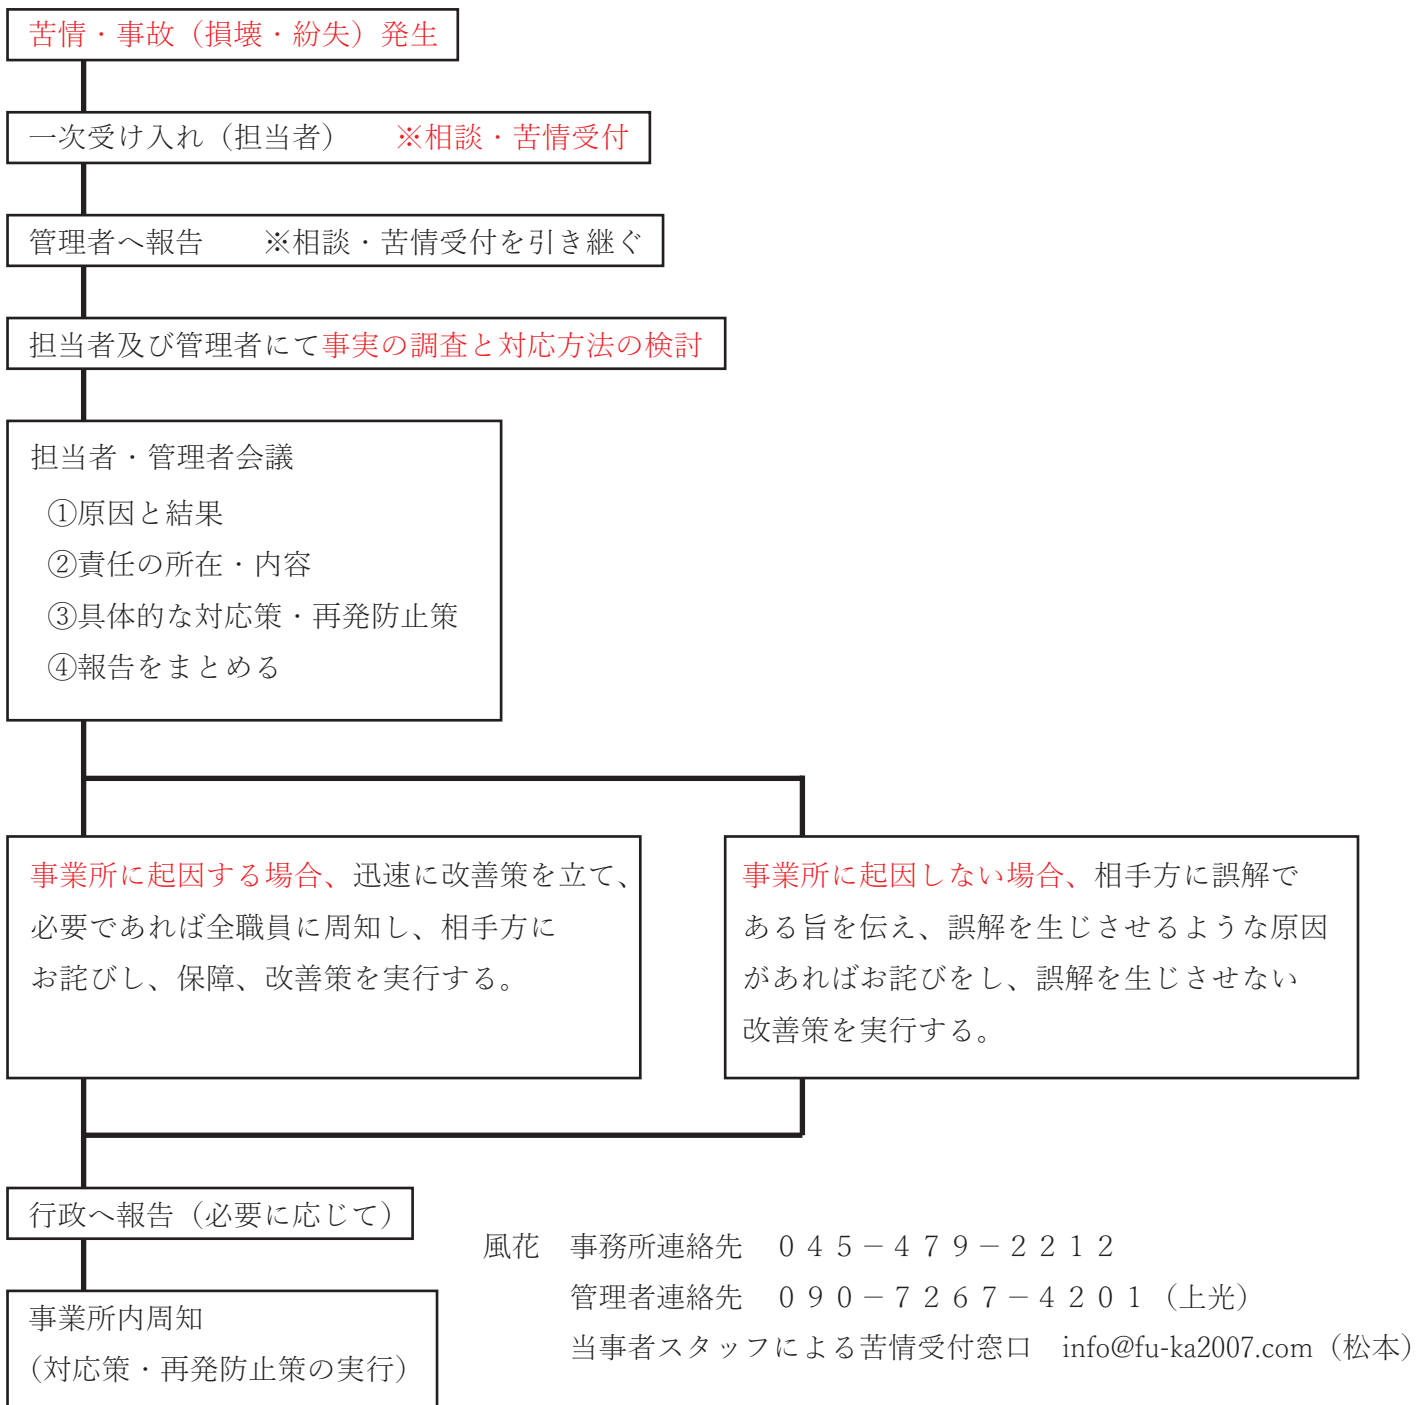 苦情・事故（損壊・紛失）発生
一次受け入れ（担当者）　　※相談・苦情受付
管理者へ報告　　※相談・苦情受付を引き継ぐ
担当者及び管理者にて事実の調査と対応方法の検討
担当者・管理者会議
①原因と結果
②責任の所在・内容
③具体的な対応策・再発防止策
④報告をまとめる
事業所に起因する場合、迅速に改善策を立て、
必要であれば全職員に周知し、相手方に
お詫びし、保障、改善策を実行する。
事業所に起因しない場合、相手方に誤解で
ある旨を伝え、誤解を生じさせるような原因
があればお詫びをし、誤解を生じさせない
改善策を実行する。
行政へ報告（必要に応じて）
事業所内周知
（対応策・再発防止策の実行）
風花　事務所連絡先　０４５－４７９－２２１２
管理者連絡先　０９０－７２６７－４２０１（上光）
当事者スタッフによる苦情受付窓口　info@fu-ka2007.com（松本）